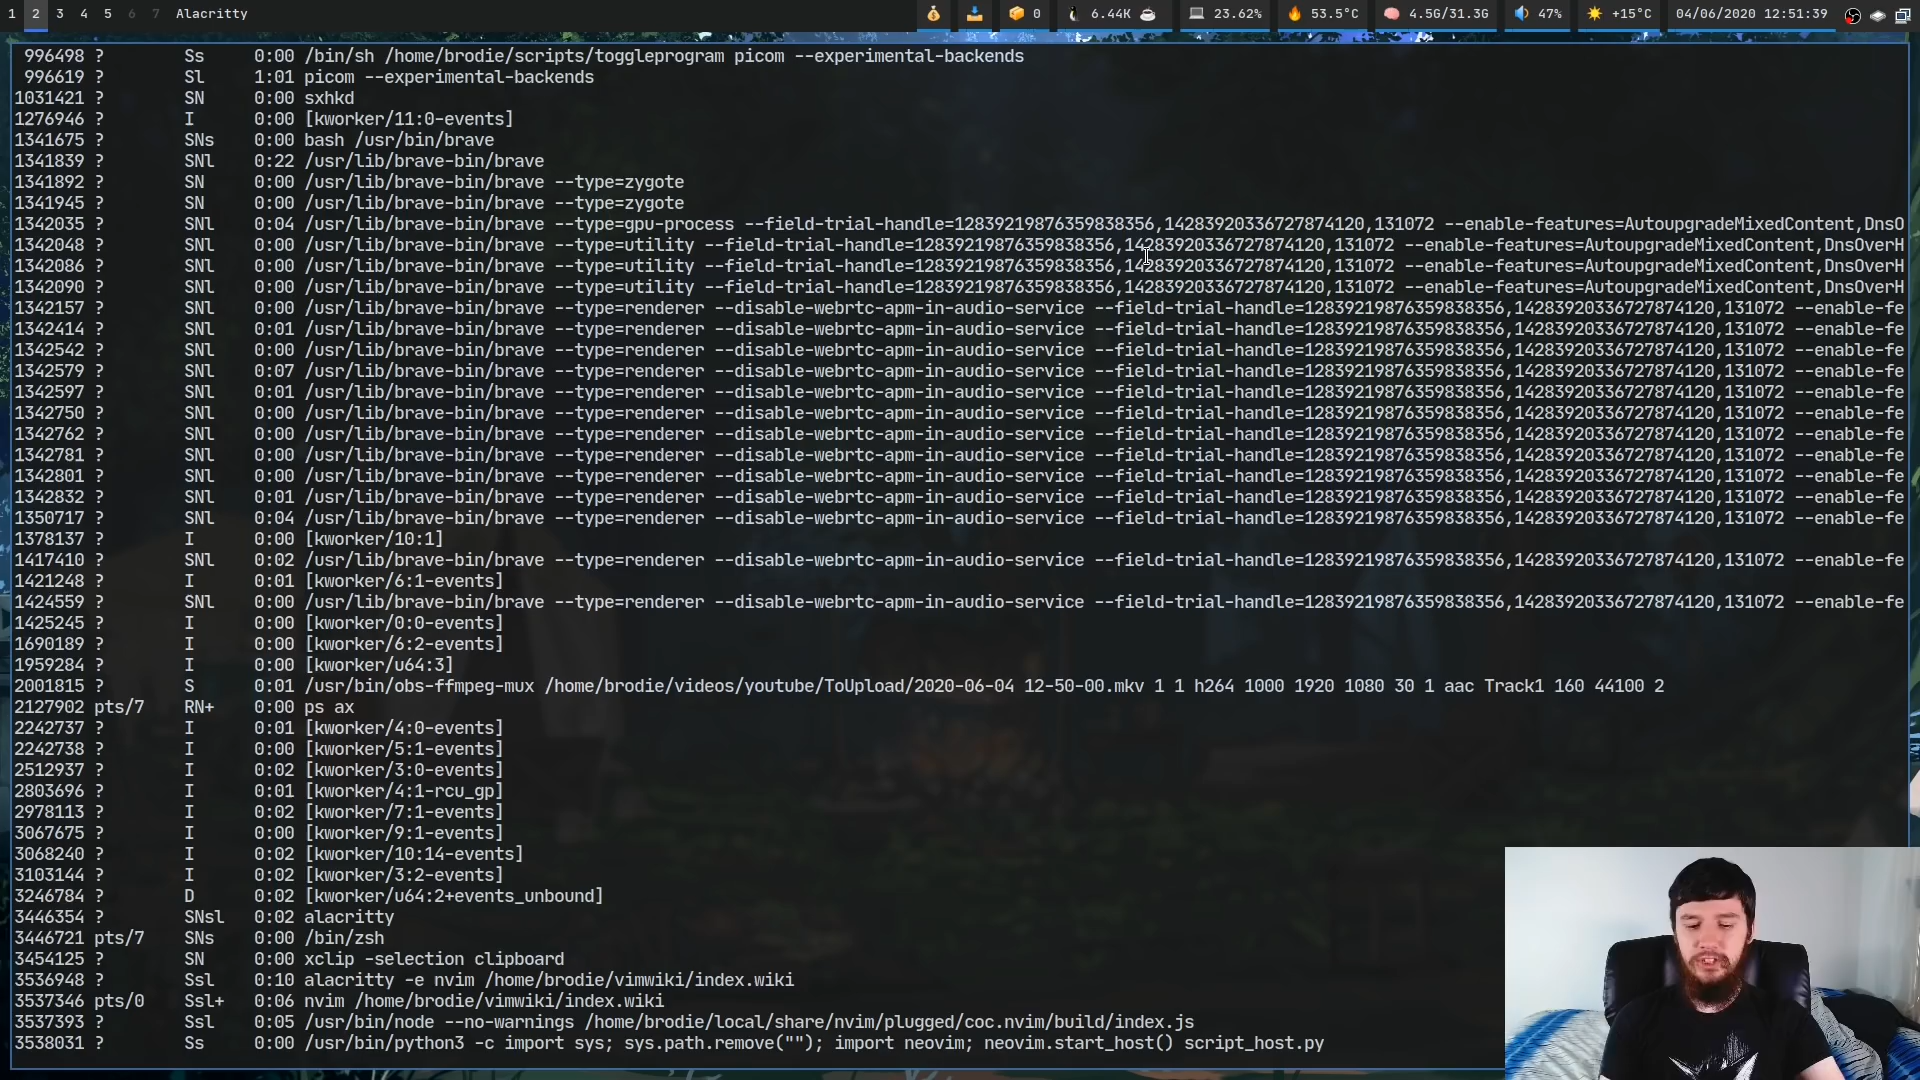 1 2 3 4 5 6 7 Alacritty 0 6.44K 23.62% 53.5°C 4.5G/31.3G 47% +15°C 04/06/2020 12:51:39
996498 ? Ss 0:00 /bin/sh /home/brodie/scripts/toggleprogram picom --experimental-backends
996619 ? Sl 1:01 picom --experimental-backends
1031421 ? SN 0:00 sxhkd
1276946 ? I 0:00 [kworker/11:0-events]
1341675 ? SNs 0:00 bash /usr/bin/brave
1341839 ? SNl 0:22 /usr/lib/brave-bin/brave
1341892 ? SN 0:00 /usr/lib/brave-bin/brave --type=zygote
1341945 ? SN 0:00 /usr/lib/brave-bin/brave --type=zygote
1342035 ? SNl 0:04 /usr/lib/brave-bin/brave --type=gpu-process --field-trial-handle=12839219876359838356,14283920336727874120,131072 --enable-features=AutoupgradeMixedContent,DnsO
1342048 ? SNl 0:00 /usr/lib/brave-bin/brave --type=utility --field-trial-handle=12839219876359838356,14283920336727874120,131072 --enable-features=AutoupgradeMixedContent,DnsOverH
1342086 ? SNl 0:00 /usr/lib/brave-bin/brave --type=utility --field-trial-handle=12839219876359838356,14283920336727874120,131072 --enable-features=AutoupgradeMixedContent,DnsOverH
1342090 ? SNl 0:00 /usr/lib/brave-bin/brave --type=utility --field-trial-handle=12839219876359838356,14283920336727874120,131072 --enable-features=AutoupgradeMixedContent,DnsOverH
1342157 ? SNl 0:00 /usr/lib/brave-bin/brave --type=renderer --disable-webrtc-apm-in-audio-service --field-trial-handle=12839219876359838356,14283920336727874120,131072 --enable-fe
1342414 ? SNl 0:01 /usr/lib/brave-bin/brave --type=renderer --disable-webrtc-apm-in-audio-service --field-trial-handle=12839219876359838356,14283920336727874120,131072 --enable-fe
1342542 ? SNl 0:00 /usr/lib/brave-bin/brave --type=renderer --disable-webrtc-apm-in-audio-service --field-trial-handle=12839219876359838356,14283920336727874120,131072 --enable-fe
1342579 ? SNl 0:07 /usr/lib/brave-bin/brave --type=renderer --disable-webrtc-apm-in-audio-service --field-trial-handle=12839219876359838356,14283920336727874120,131072 --enable-fe
1342597 ? SNl 0:01 /usr/lib/brave-bin/brave --type=renderer --disable-webrtc-apm-in-audio-service --field-trial-handle=12839219876359838356,14283920336727874120,131072 --enable-fe
1342750 ? SNl 0:00 /usr/lib/brave-bin/brave --type=renderer --disable-webrtc-apm-in-audio-service --field-trial-handle=12839219876359838356,14283920336727874120,131072 --enable-fe
1342762 ? SNl 0:00 /usr/lib/brave-bin/brave --type=renderer --disable-webrtc-apm-in-audio-service --field-trial-handle=12839219876359838356,14283920336727874120,131072 --enable-fe
1342781 ? SNl 0:00 /usr/lib/brave-bin/brave --type=renderer --disable-webrtc-apm-in-audio-service --field-trial-handle=12839219876359838356,14283920336727874120,131072 --enable-fe
1342801 ? SNl 0:00 /usr/lib/brave-bin/brave --type=renderer --disable-webrtc-apm-in-audio-service --field-trial-handle=12839219876359838356,14283920336727874120,131072 --enable-fe
1342832 ? SNl 0:01 /usr/lib/brave-bin/brave --type=renderer --disable-webrtc-apm-in-audio-service --field-trial-handle=12839219876359838356,14283920336727874120,131072 --enable-fe
1350717 ? SNl 0:04 /usr/lib/brave-bin/brave --type=renderer --disable-webrtc-apm-in-audio-service --field-trial-handle=12839219876359838356,14283920336727874120,131072 --enable-fe
1378137 ? I 0:00 [kworker/10:1]
1417410 ? SNl 0:02 /usr/lib/brave-bin/brave --type=renderer --disable-webrtc-apm-in-audio-service --field-trial-handle=12839219876359838356,14283920336727874120,131072 --enable-fe
1421248 ? I 0:01 [kworker/6:1-events]
1424559 ? SNl 0:00 /usr/lib/brave-bin/brave --type=renderer --disable-webrtc-apm-in-audio-service --field-trial-handle=12839219876359838356,14283920336727874120,131072 --enable-fe
1425245 ? I 0:00 [kworker/0:0-events]
1690189 ? I 0:00 [kworker/6:2-events]
1959284 ? I 0:00 [kworker/u64:3]
2001815 ? S 0:01 /usr/bin/obs-ffmpeg-mux /home/brodie/videos/youtube/ToUpload/2020-06-04 12-50-00.mkv 1 1 h264 1000 1920 1080 30 1 aac Track1 160 44100 2
2127902 pts/7 RN+ 0:00 ps ax
2242737 ? I 0:01 [kworker/4:0-events]
2242738 ? I 0:00 [kworker/5:1-events]
2512937 ? I 0:02 [kworker/3:0-events]
2803696 ? I 0:01 [kworker/4:1-rcu_gp]
2978113 ? I 0:02 [kworker/7:1-events]
3067675 ? I 0:00 [kworker/9:1-events]
3068240 ? I 0:02 [kworker/10:14-events]
3103144 ? I 0:02 [kworker/3:2-events]
3246784 ? D 0:02 [kworker/u64:2+events_unbound]
3446354 ? SNsl 0:02 alacritty
3446721 pts/7 SNs 0:00 /bin/zsh
3454125 ? SN 0:00 xclip -selection clipboard
3536948 ? Ssl 0:10 alacritty -e nvim /home/brodie/vimwiki/index.wiki
3537346 pts/0 Ssl+ 0:06 nvim /home/brodie/vimwiki/index.wiki
3537393 ? Ssl 0:05 /usr/bin/node --no-warnings /home/brodie/local/share/nvim/plugged/coc.nvim/build/index.js
3538031 ? Ss 0:00 /usr/bin/python3 -c import sys; sys.path.remove(""); import neovim; neovim.start_host() script_host.py